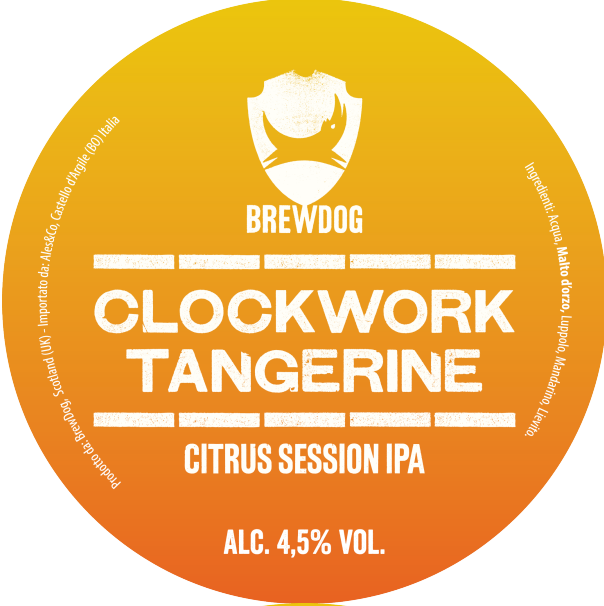 BREWDOG
CLOCKWORK
TANGERINE
CITRUS SESSION IPA
ALC. 4,5% VOL.
Prodotto da: BrewDog, Scotland (UK) - Importato da: Ales&Co, Castello d'Argile (BO) Italia
Ingredienti: Acqua, Malto d'orzo, Luppolo, Mandarino, Lievito.